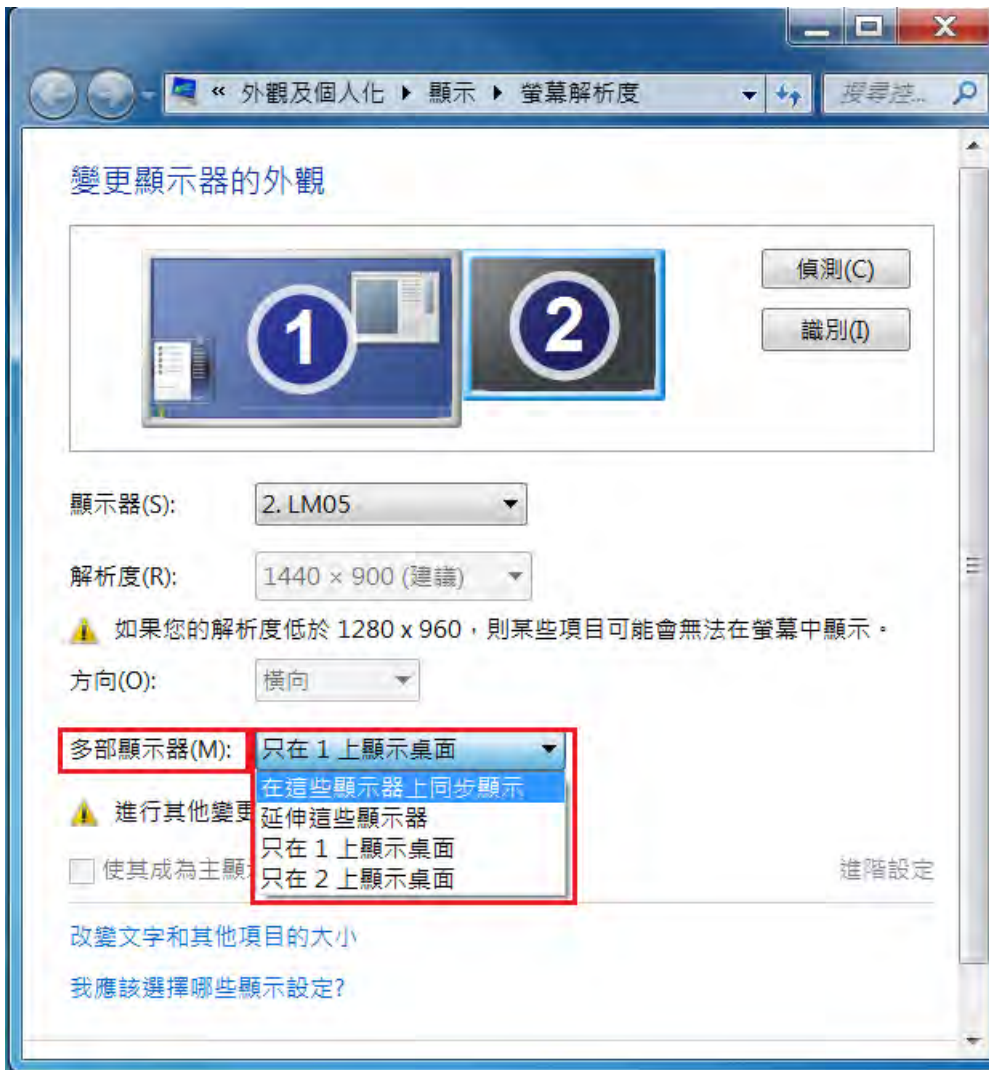 « 外觀及個人化 ▸ 顯示 ▸ 螢幕解析度 搜尋控...
變更顯示器的外觀
1 2
偵測(C)
識別(I)
顯示器(S): 2. LM05
解析度(R): 1440 × 900 (建議)
如果您的解析度低於 1280 x 960，則某些項目可能會無法在螢幕中顯示。
方向(O): 橫向
多部顯示器(M): 只在 1 上顯示桌面
在這些顯示器上同步顯示
進行其他變更
延伸這些顯示器
只在 1 上顯示桌面
使其成為主顯
只在 2 上顯示桌面
進階設定
改變文字和其他項目的大小
我應該選擇哪些顯示設定?